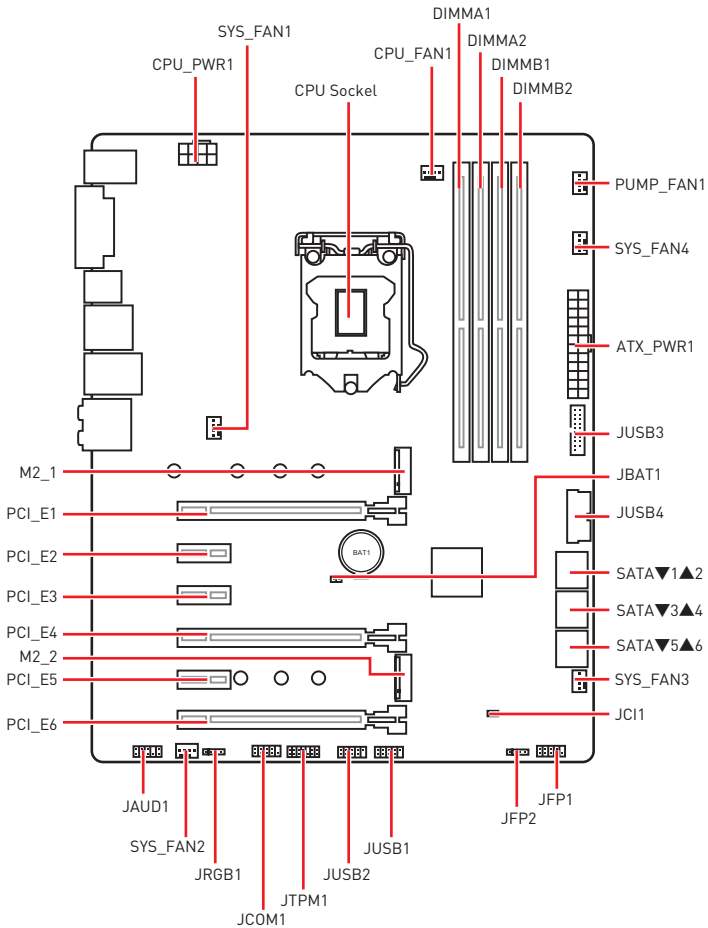 DIMMA1
SYS_FAN1
DIMMA2
CPU_FAN1
CPU_PWR1
DIMMB1
CPU Sockel
DIMMB2
PUMP_FAN1
SYS_FAN4
ATX_PWR1
JUSB3
M2_1
JBAT1
PCI_E1
JUSB4
PCI_E2
BAT1
SATA▼1▲2
PCI_E3
SATA▼3▲4
PCI_E4
SATA▼5▲6
M2_2
PCI_E5
SYS_FAN3
JCI1
PCI_E6
JAUD1
JFP1
JFP2
SYS_FAN2
JUSB1
JRGB1
JUSB2
JTPM1
JCOM1